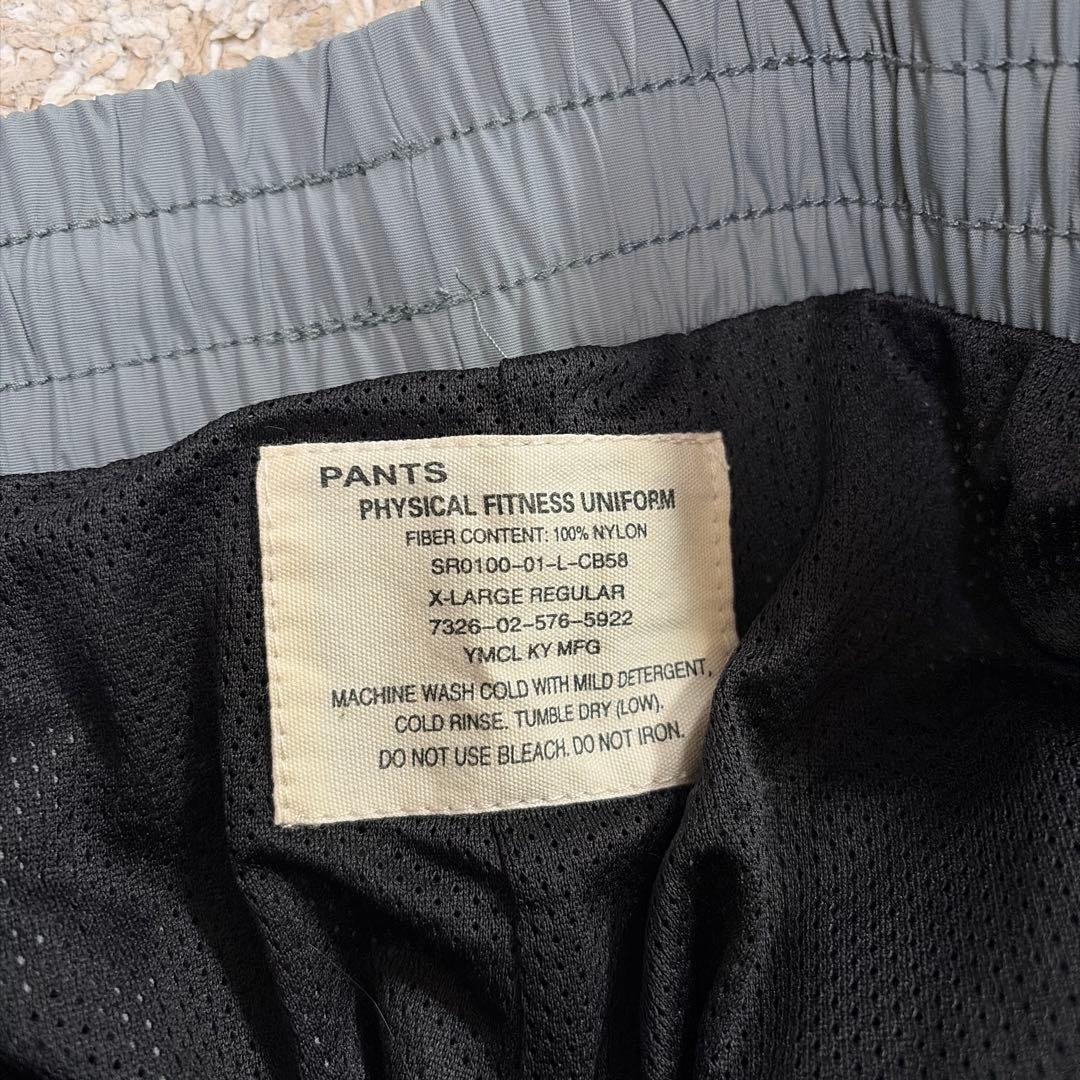 PANTS
PHYSICAL FITNESS UNIFORM
FIBER CONTENT: 100% NYLON
SR0100-01-L-CB58
X-LARGE REGULAR
7326-02-576-5922
YMCL KY MFG
MACHINE WASH COLD WITH MILD DETERGENT,
COLD RINSE. TUMBLE DRY (LOW).
DO NOT USE BLEACH. DO NOT IRON.